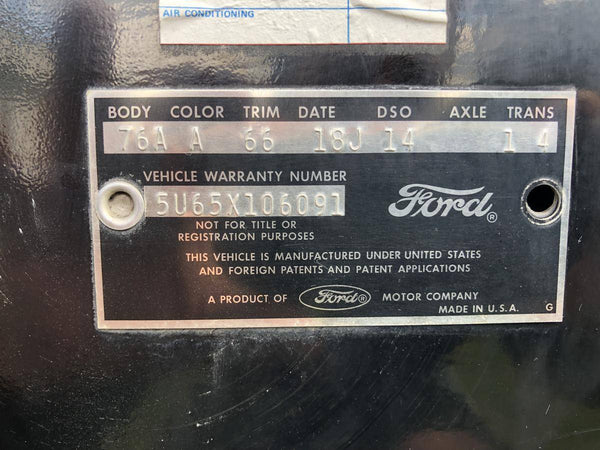 AIR CONDITIONING
BODY COLOR TRIM DATE DSO AXLE TRANS
76A A 66 18J 14 1 4
VEHICLE WARRANTY NUMBER
5U65X106091
Ford®
NOT FOR TITLE OR
REGISTRATION PURPOSES
THIS VEHICLE IS MANUFACTURED UNDER UNITED STATES
AND FOREIGN PATENTS AND PATENT APPLICATIONS
A PRODUCT OF Ford® MOTOR COMPANY
MADE IN U.S.A. G